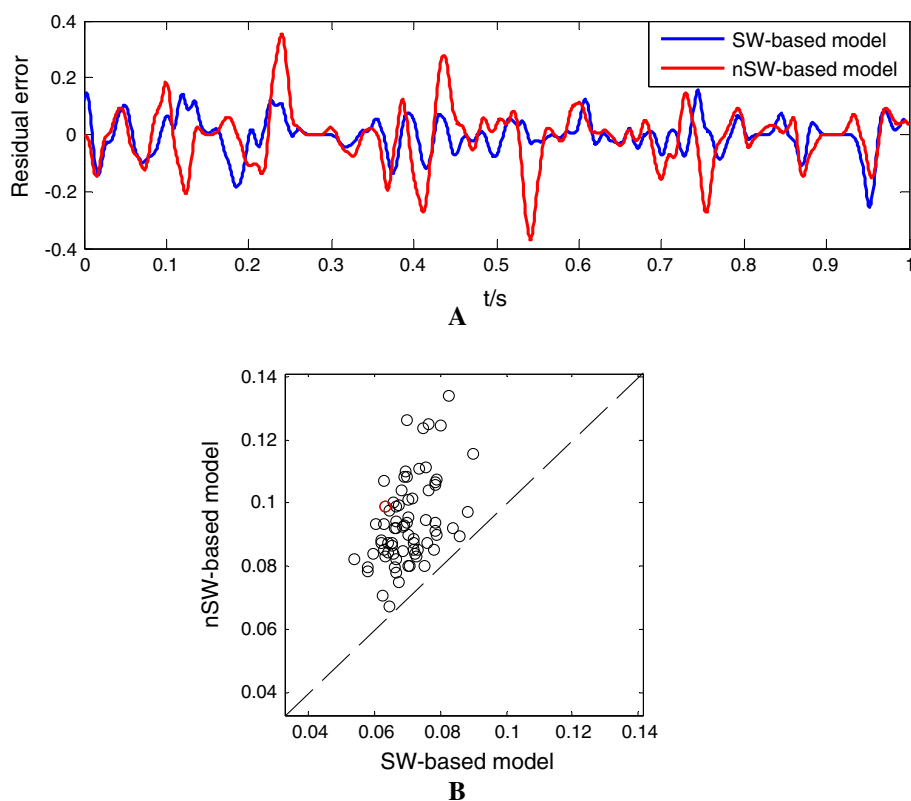 0.4
0.2
0
-0.2
-0.4
Residual error
SW-based model
nSW-based model
0 0.1 0.2 0.3 0.4 0.5 0.6 0.7 0.8 0.9 1
t/s
A
0.14
0.12
0.1
0.08
0.06
0.04
nSW-based model
0.04 0.06 0.08 0.1 0.12 0.14
SW-based model
B